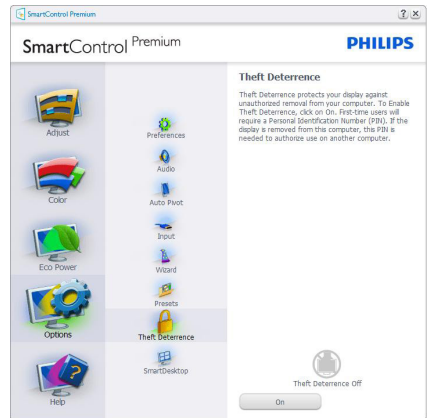 SmartControl Premium
? ×
SmartControl Premium
PHILIPS
Adjust
Color
Eco Power
Options
Help
Preferences
Audio
Auto Pivot
Input
Wizard
Presets
Theft Deterrence
SmartDesktop
Theft Deterrence
Theft Deterrence protects your display against
unauthorized removal from your computer. To Enable
Theft Deterrence, click on On. First-time users will
require a Personal Identification Number (PIN). If the
display is removed from this computer, this PIN is
needed to authorize use on another computer.
Theft Deterrence Off
On